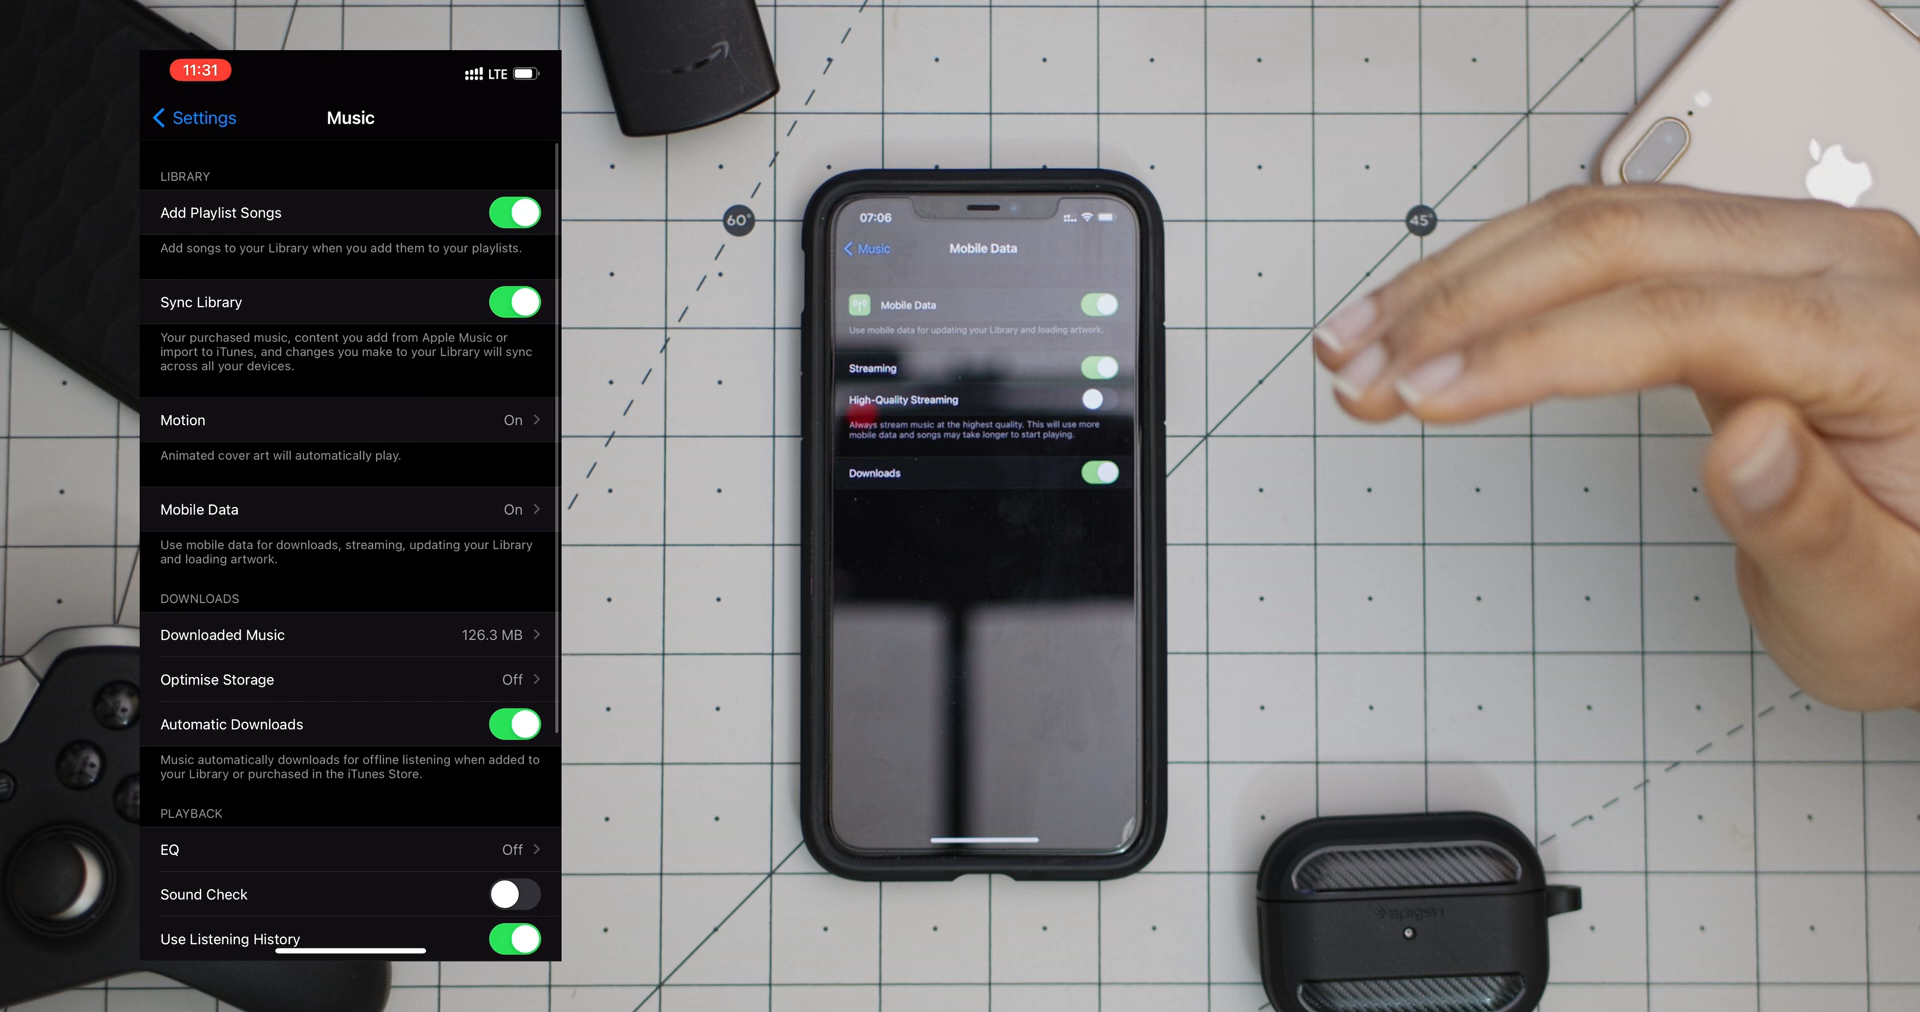 11:31
LTE
Settings
Music
LIBRARY
Add Playlist Songs
Add songs to your Library when you add them to your playlists.
Sync Library
Your purchased music, content you add from Apple Music or
import to iTunes, and changes you make to your Library will sync
across all your devices.
Motion
On
Animated cover art will automatically play.
Mobile Data
On
Use mobile data for downloads, streaming, updating your Library
and loading artwork.
DOWNLOADS
Downloaded Music
126.3 MB
Optimise Storage
Off
Automatic Downloads
Music automatically downloads for offline listening when added to
your Library or purchased in the iTunes Store.
PLAYBACK
EQ
Off
Sound Check
Use Listening History
60°
07:06
Music
Mobile Data
Mobile Data
Use mobile data for updating your Library and loading artwork.
Streaming
High-Quality Streaming
Always stream music at the highest quality. This will use more
mobile data and songs may take longer to start playing.
Downloads
45°